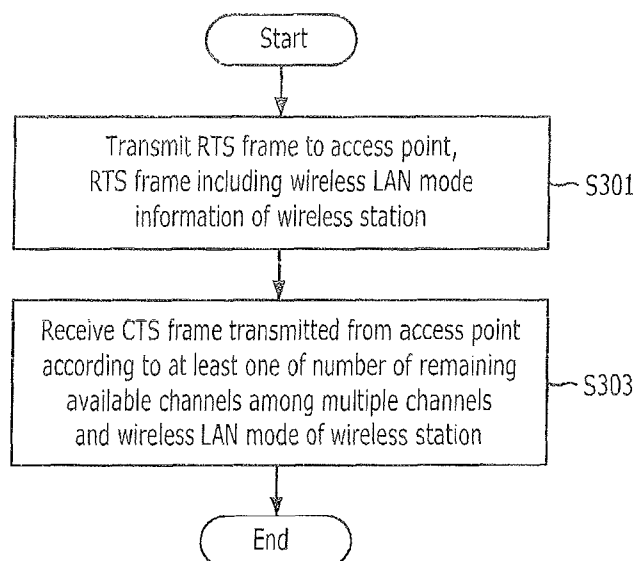 Start
Transmit RTS frame to access point,
RTS frame including wireless LAN mode
information of wireless station
S301
Receive CTS frame transmitted from access point
according to at least one of number of remaining
available channels among multiple channels
and wireless LAN mode of wireless station
S303
End